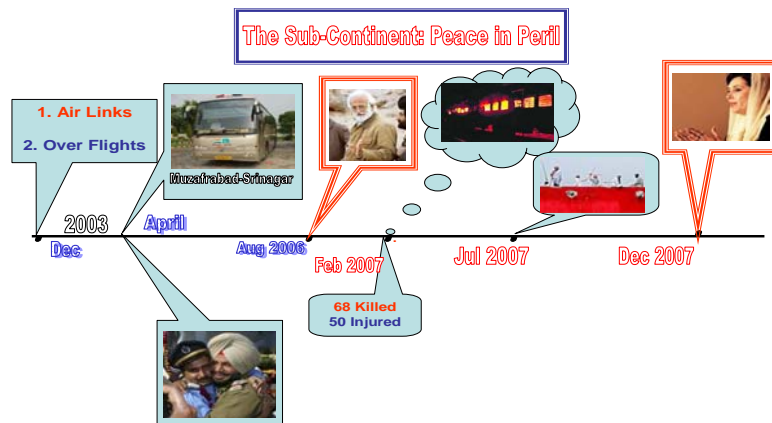 The Sub-Continent: Peace in Peril
1. Air Links
2. Over Flights
Muzafrabad-Srinagar
2003
Dec
April
Aug 2006
Feb 2007
Jul 2007
Dec 2007
68 Killed
50 Injured